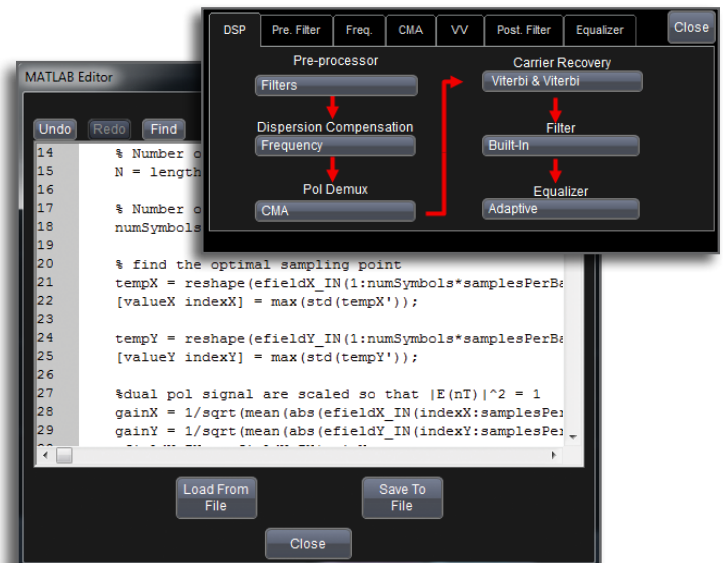 DSP Pre. Filter Freq. CMA VV Post. Filter Equalizer Close
Pre-processor
Filters
Dispersion Compensation
Frequency
Pol Demux
CMA
Carrier Recovery
Viterbi & Viterbi
Filter
Built-In
Equalizer
Adaptive
MATLAB Editor
Undo Redo Find
14 % Number o
15 N = length
16
17 % Number o
18 numSymbols
19
20 % find the optimal sampling point
21 tempX = reshape(efieldX_IN(1:numSymbols*samplesPerBa
22 [valueX indexX] = max(std(tempX'));
23
24 tempY = reshape(efieldY_IN(1:numSymbols*samplesPerBa
25 [valueY indexY] = max(std(tempY'));
26
27 %dual pol signal are scaled so that |E(nT)|^2 = 1
28 gainX = 1/sqrt(mean(abs(efieldX_IN(indexX:samplesPer
29 gainY = 1/sqrt(mean(abs(efieldY_IN(indexY:samplesPer
Load From
File
Save To
File
Close